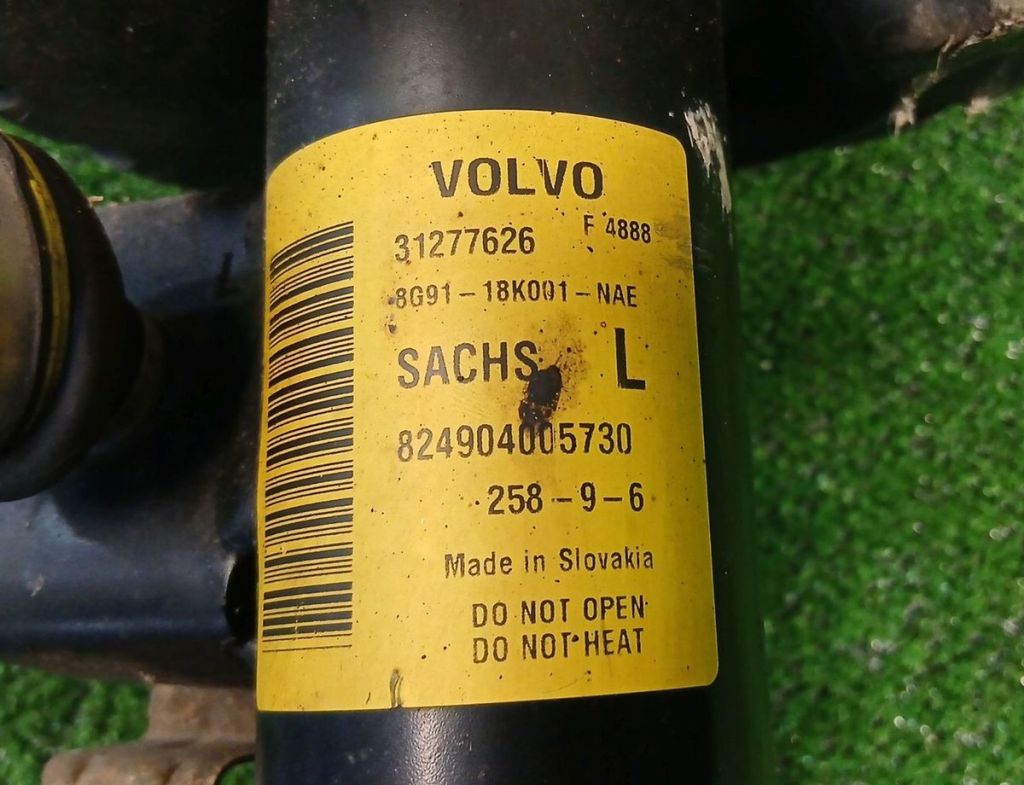 VOLVO
31277626 F 4888
8G91-18K001-NAE
SACHS L
824904005730
258-9-6
Made in Slovakia
DO NOT OPEN
DO NOT HEAT